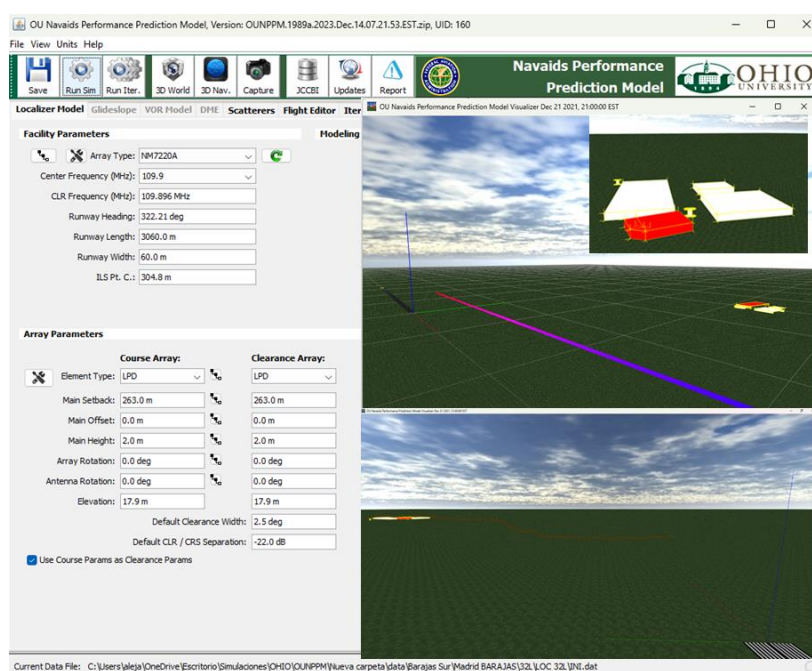 OU Navaids Performance Prediction Model, Version: OUNPPM.1989a.2023.Dec.14.07.21.53.EST.zip, UID: 160
File View Units Help
Save Run Sim Run Iter. 3D World 3D Nav. Capture JCCBI Updates Report
Navaids Performance
Prediction Model
OHIO
UNIVERSITY
Localizer Model Glideslope VOR Model DME Scatterers Flight Editor Iter
OU Navaids Performance Prediction Model Visualizer Dec 21 2021, 21:00:00 EST
Facility Parameters Modeling
Array Type: NM7220A
Center Frequency (MHz): 109.9
CLR Frequency (MHz): 109.896 MHz
Runway Heading: 322.21 deg
Runway Length: 3060.0 m
Runway Width: 60.0 m
ILS Pt. C.: 304.8 m
Array Parameters
Course Array: Clearance Array:
Element Type: LPD LPD
Main Setback: 263.0 m 263.0 m
Main Offset: 0.0 m 0.0 m
Main Height: 2.0 m 2.0 m
Array Rotation: 0.0 deg 0.0 deg
Antenna Rotation: 0.0 deg 0.0 deg
Elevation: 17.9 m 17.9 m
Default Clearance Width: 2.5 deg
Default CLR / CRS Separation: -22.0 dB
Use Course Params as Clearance Params
Current Data File: C:\Users\aleja\OneDrive\Escritorio\Simulaciones\OHIO\OUNPPM\Nueva carpeta\data\Barajas Sur\Madrid BARAJAS\32L\LOC 32L\INI.dat